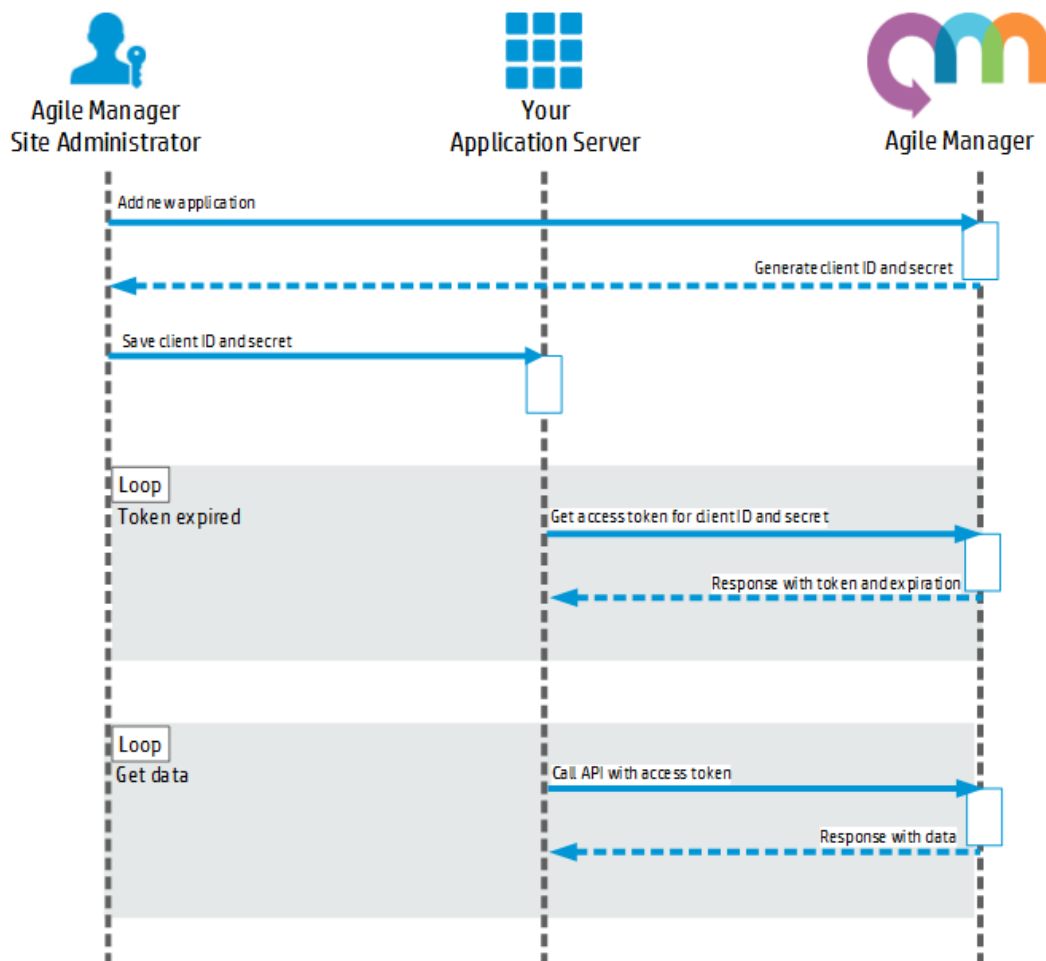 Agile Manager
Site Administrator
Your
Application Server
Agile Manager
Add new application
Generate client ID and secret
Save client ID and secret
Loop
Token expired
Get access token for client ID and secret
Response with token and expiration
Loop
Get data
Call API with access token
Response with data